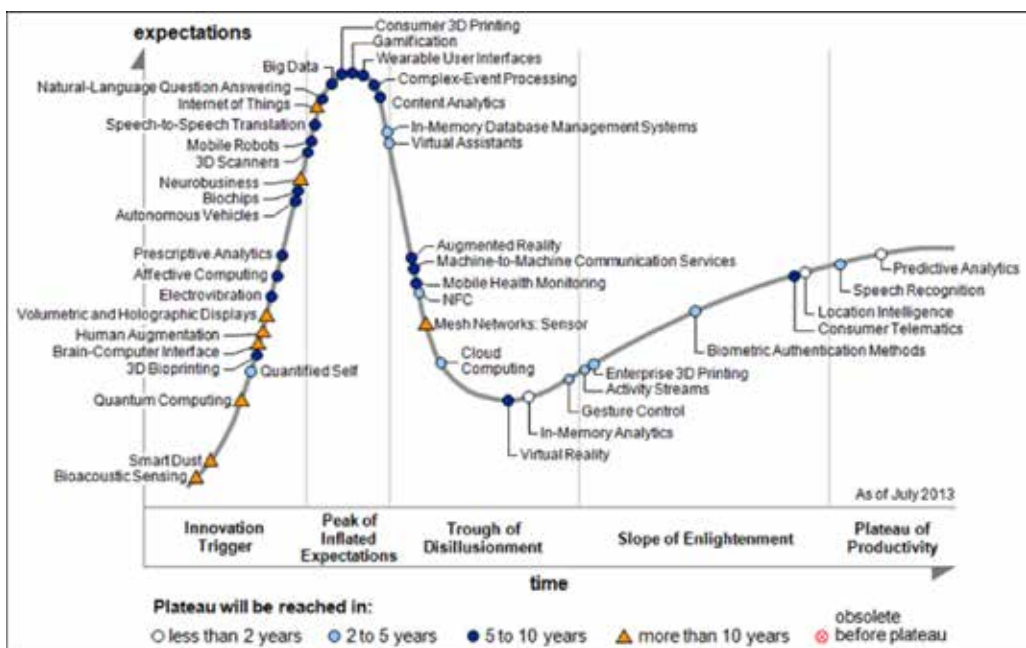 expectations
Consumer 3D Printing
Gamification
Wearable User Interfaces
Big Data
Complex-Event Processing
Natural-Language Question Answering
Content Analytics
Internet of Things
Speech-to-Speech Translation
In-Memory Database Management Systems
Virtual Assistants
Mobile Robots
3D Scanners
Neurobusiness
Biochips
Autonomous Vehicles
Augmented Reality
Prescriptive Analytics
Machine-to-Machine Communication Services
Predictive Analytics
Affective Computing
Mobile Health Monitoring
Speech Recognition
Electrovibration
NFC
Location Intelligence
Volumetric and Holographic Displays
Mesh Networks: Sensor
Consumer Telematics
Human Augmentation
Brain-Computer Interface
Biometric Authentication Methods
3D Bioprinting
Cloud
Computing
Quantified Self
Enterprise 3D Printing
Activity Streams
Quantum Computing
Gesture Control
In-Memory Analytics
Virtual Reality
Smart Dust
Bioacoustic Sensing
As of July 2013
Innovation
Trigger
Peak of
Inflated
Expectations
Trough of
Disillusionment
Slope of Enlightenment
Plateau of
Productivity
time
Plateau will be reached in:
less than 2 years
2 to 5 years
5 to 10 years
more than 10 years
obsolete
before plateau